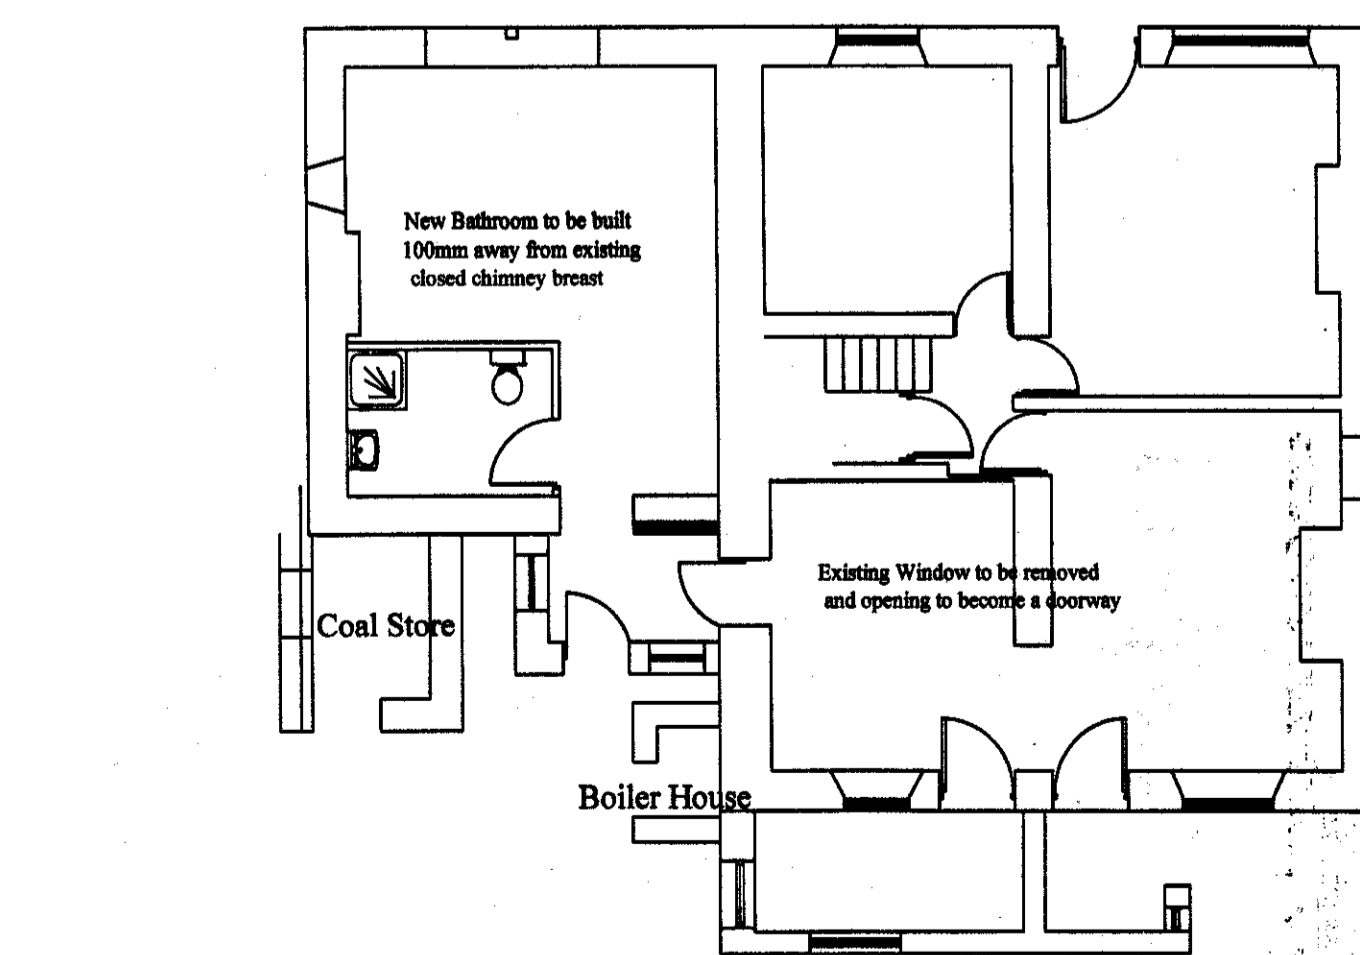 New Bathroom to be built
100mm away from existing
closed chimney breast
Existing Window to be removed
and opening to become a doorway
Coal Store
Boiler House